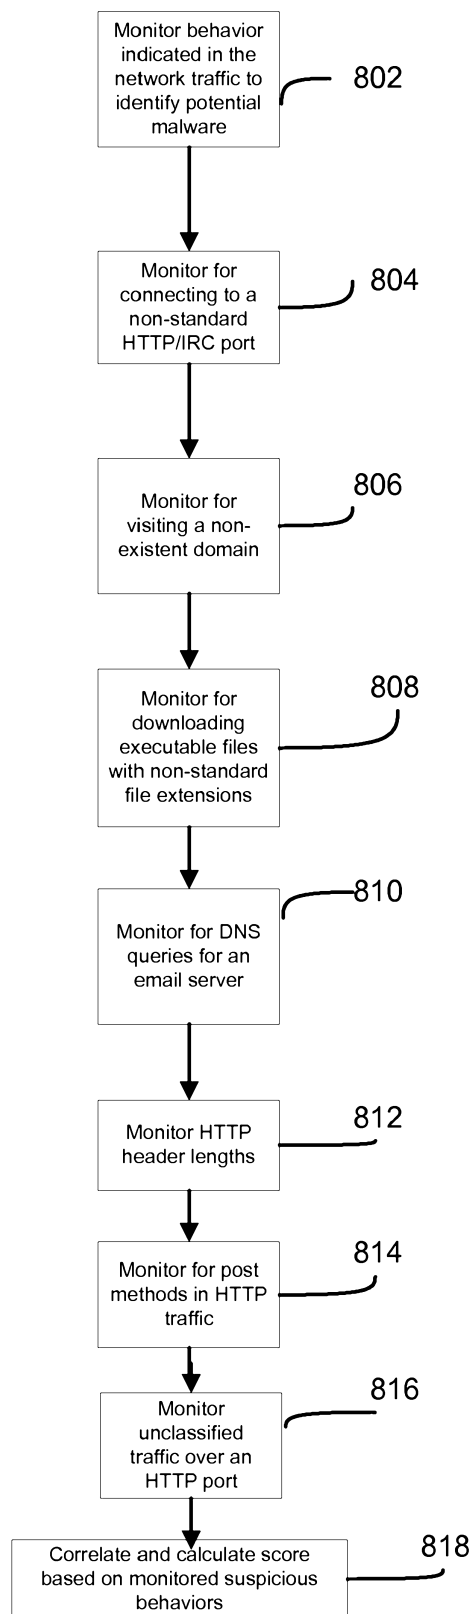 Monitor behavior
indicated in the
network traffic to
identify potential
malware
802
Monitor for
connecting to a
non-standard
HTTP/IRC port
804
Monitor for
visiting a non-
existent domain
806
Monitor for
downloading
executable files
with non-standard
file extensions
808
Monitor for DNS
queries for an
email server
810
Monitor HTTP
header lengths
812
Monitor for post
methods in HTTP
traffic
814
Monitor
unclassified
traffic over an
HTTP port
816
Correlate and calculate score
based on monitored suspicious
behaviors
818